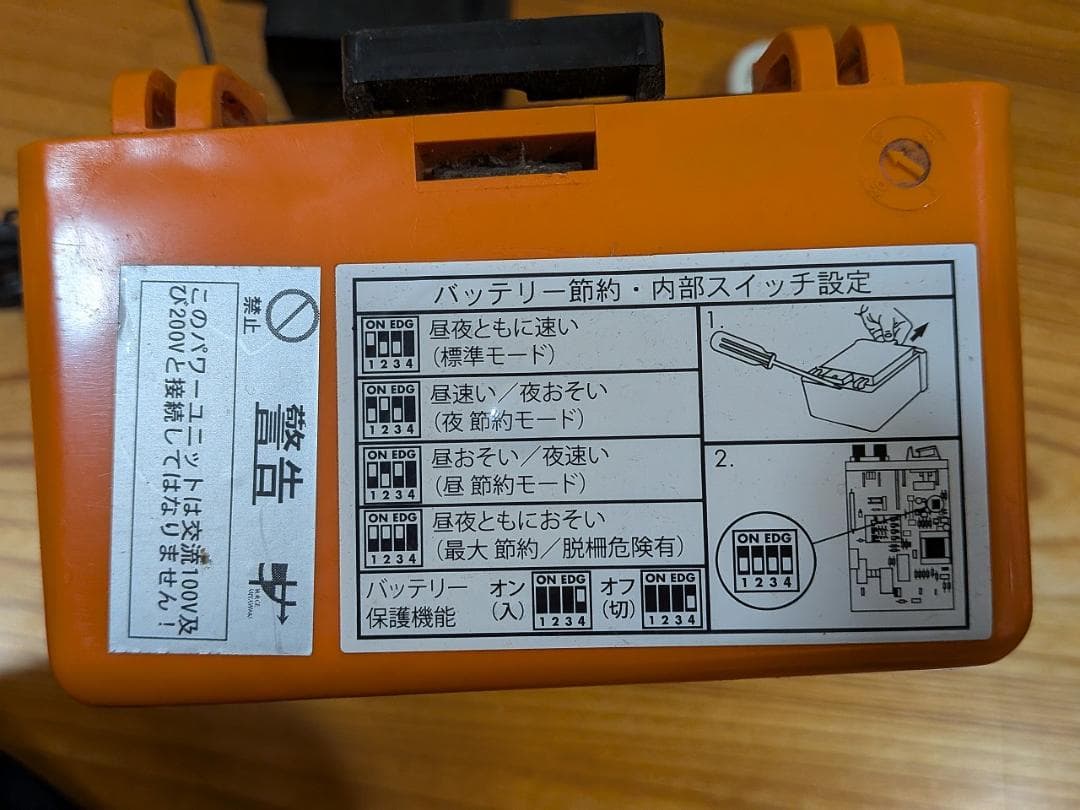 バッテリー節約・内部スイッチ設定
ON EDG
1 2 3 4
昼夜ともに速い
(標準モード)
ON EDG
1 2 3 4
昼速い／夜おそい
(夜 節約モード)
ON EDG
1 2 3 4
昼おそい／夜速い
(昼 節約モード)
ON EDG
1 2 3 4
昼夜ともにおそい
(最大 節約／脱柵危険有)
バッテリー
保護機能
オン
(入)
ON EDG
1 2 3 4
オフ
(切)
ON EDG
1 2 3 4
1.
2.
ON EDG
1 2 3 4
禁止
警告
このパワーユニットは交流100V及
び200Vと接続してはなりません！